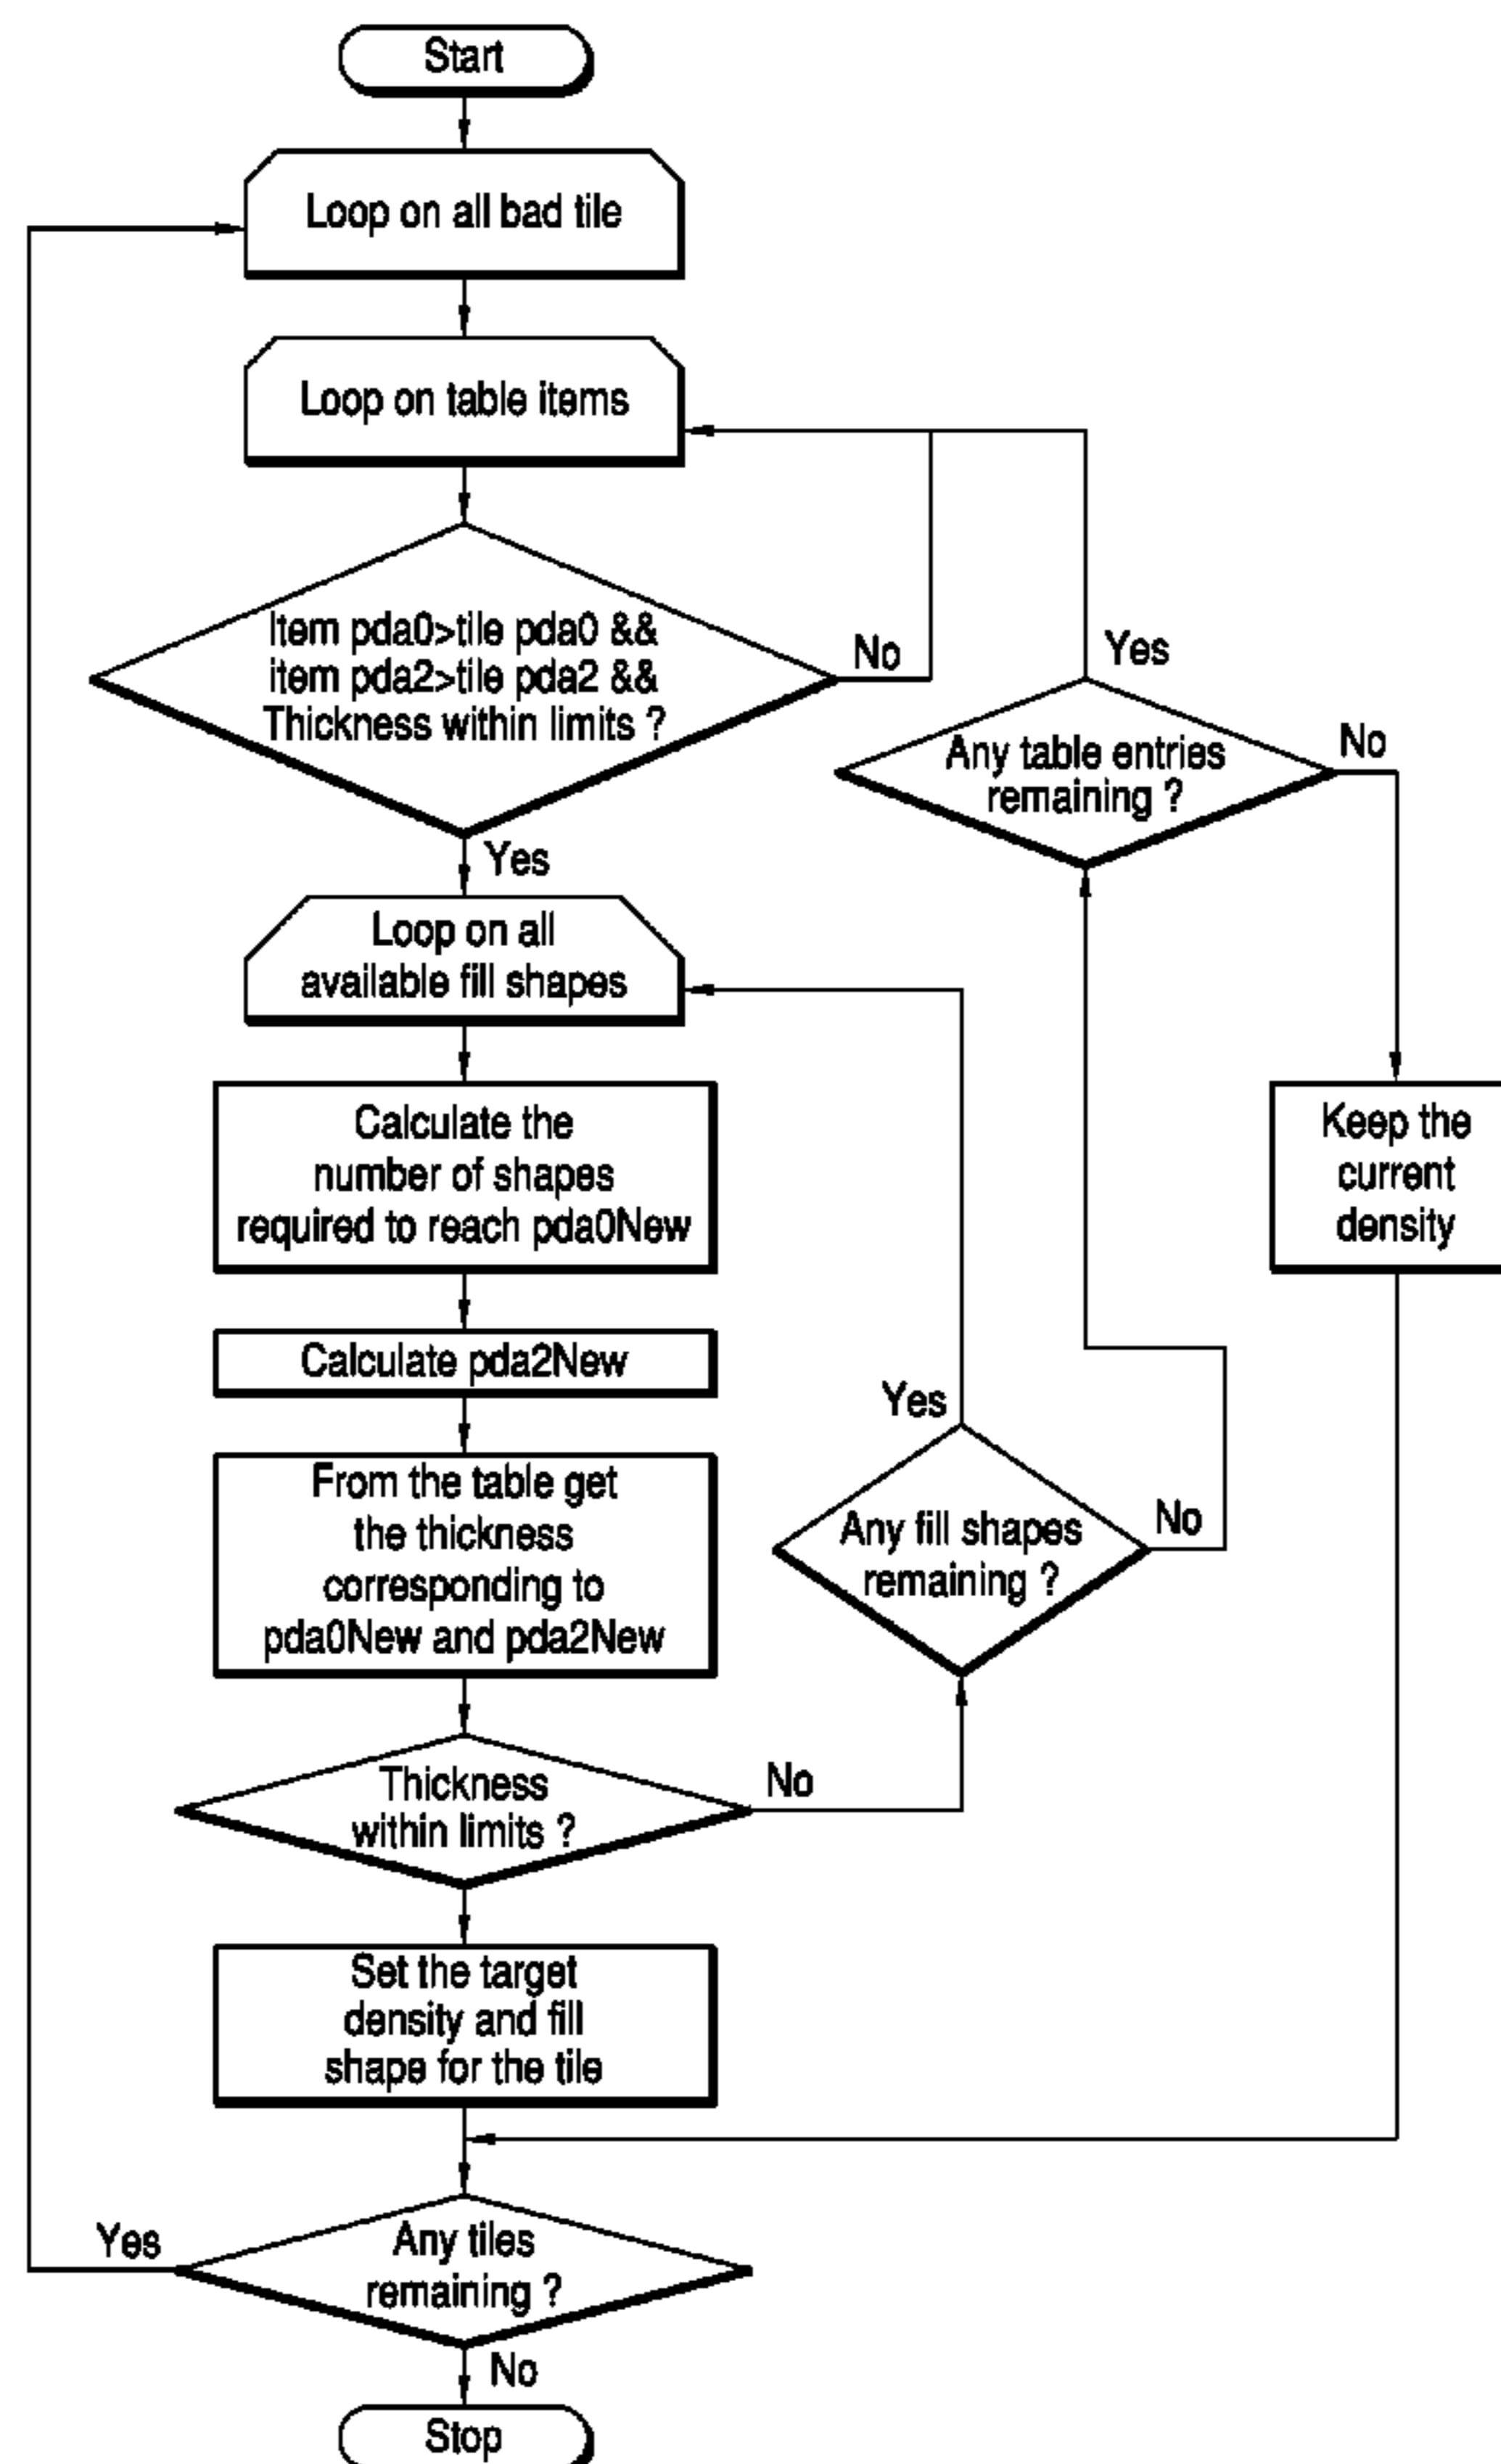 Start
Loop on all bad tile
Loop on table items
Item pda0>tile pda0 &&
item pda2>tile pda2 &&
Thickness within limits ?
No
Yes
Any table entries
remaining ?
Yes
No
Loop on all
available fill shapes
Calculate the
number of shapes
required to reach pda0New
Keep the
current
density
Calculate pda2New
From the table get
the thickness
corresponding to
pda0New and pda2New
Yes
Any fill shapes
remaining ?
No
Thickness
within limits ?
No
Set the target
density and fill
shape for the tile
Yes
Any tiles
remaining ?
No
Stop